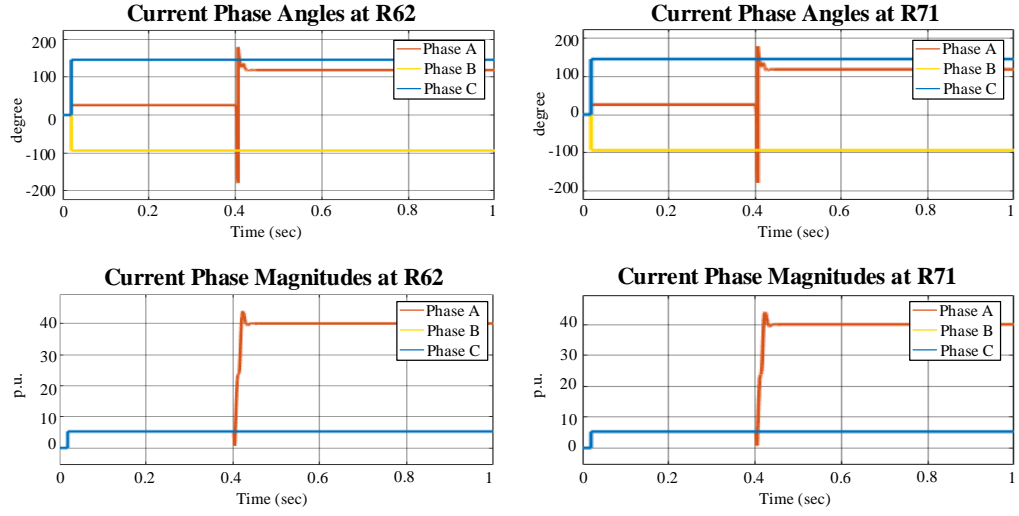 Current Phase Angles at R62
200
100
0
-100
-200
degree
Phase A
Phase B
Phase C
0
0.2
0.4
0.6
0.8
1
Time (sec)
Current Phase Angles at R71
200
100
0
-100
-200
degree
Phase A
Phase B
Phase C
0
0.2
0.4
0.6
0.8
1
Time (sec)
Current Phase Magnitudes at R62
40
30
20
10
0
p.u.
Phase A
Phase B
Phase C
0
0.2
0.4
0.6
0.8
1
Time (sec)
Current Phase Magnitudes at R71
40
30
20
10
0
p.u.
Phase A
Phase B
Phase C
0
0.2
0.4
0.6
0.8
1
Time (sec)